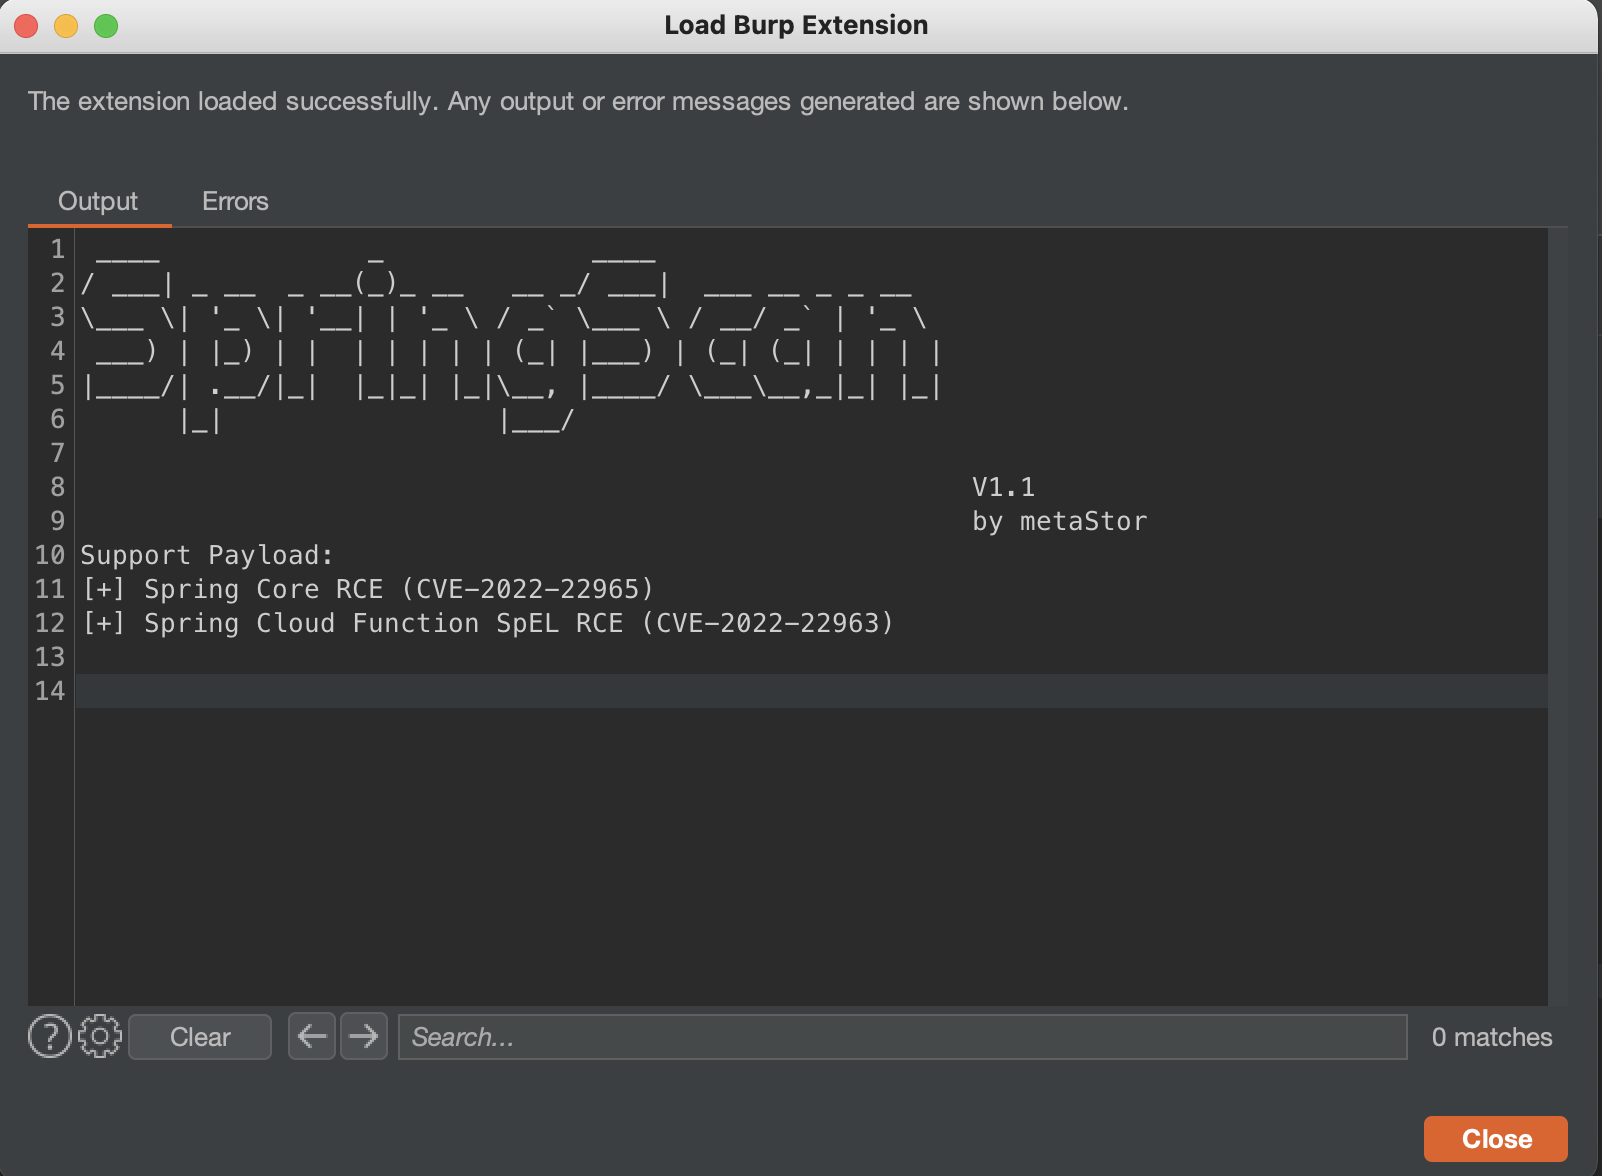 Load Burp Extension
The extension loaded successfully. Any output or error messages generated are shown below.
Output Errors
1   ____              _             ____
2 / ___| _ __  _ __(_)_ __   __ _/ ___|  ___ __ _ _ __
3 \___ \| '_ \| '__| | '_ \ / _` \___ \ / __/ _` | '_ \
4  ___) | |_) | |  | | | | | (_| |___) | (_| (_| | | | |
5 |____/| .__/|_|  |_|_| |_|\__, |____/ \___\__,_|_| |_|
6       |_|                 |___/
7
8 V1.1
9 by metaStor
10 Support Payload:
11 [+] Spring Core RCE (CVE-2022-22965)
12 [+] Spring Cloud Function SpEL RCE (CVE-2022-22963)
13
14
? Clear Search... 0 matches
Close